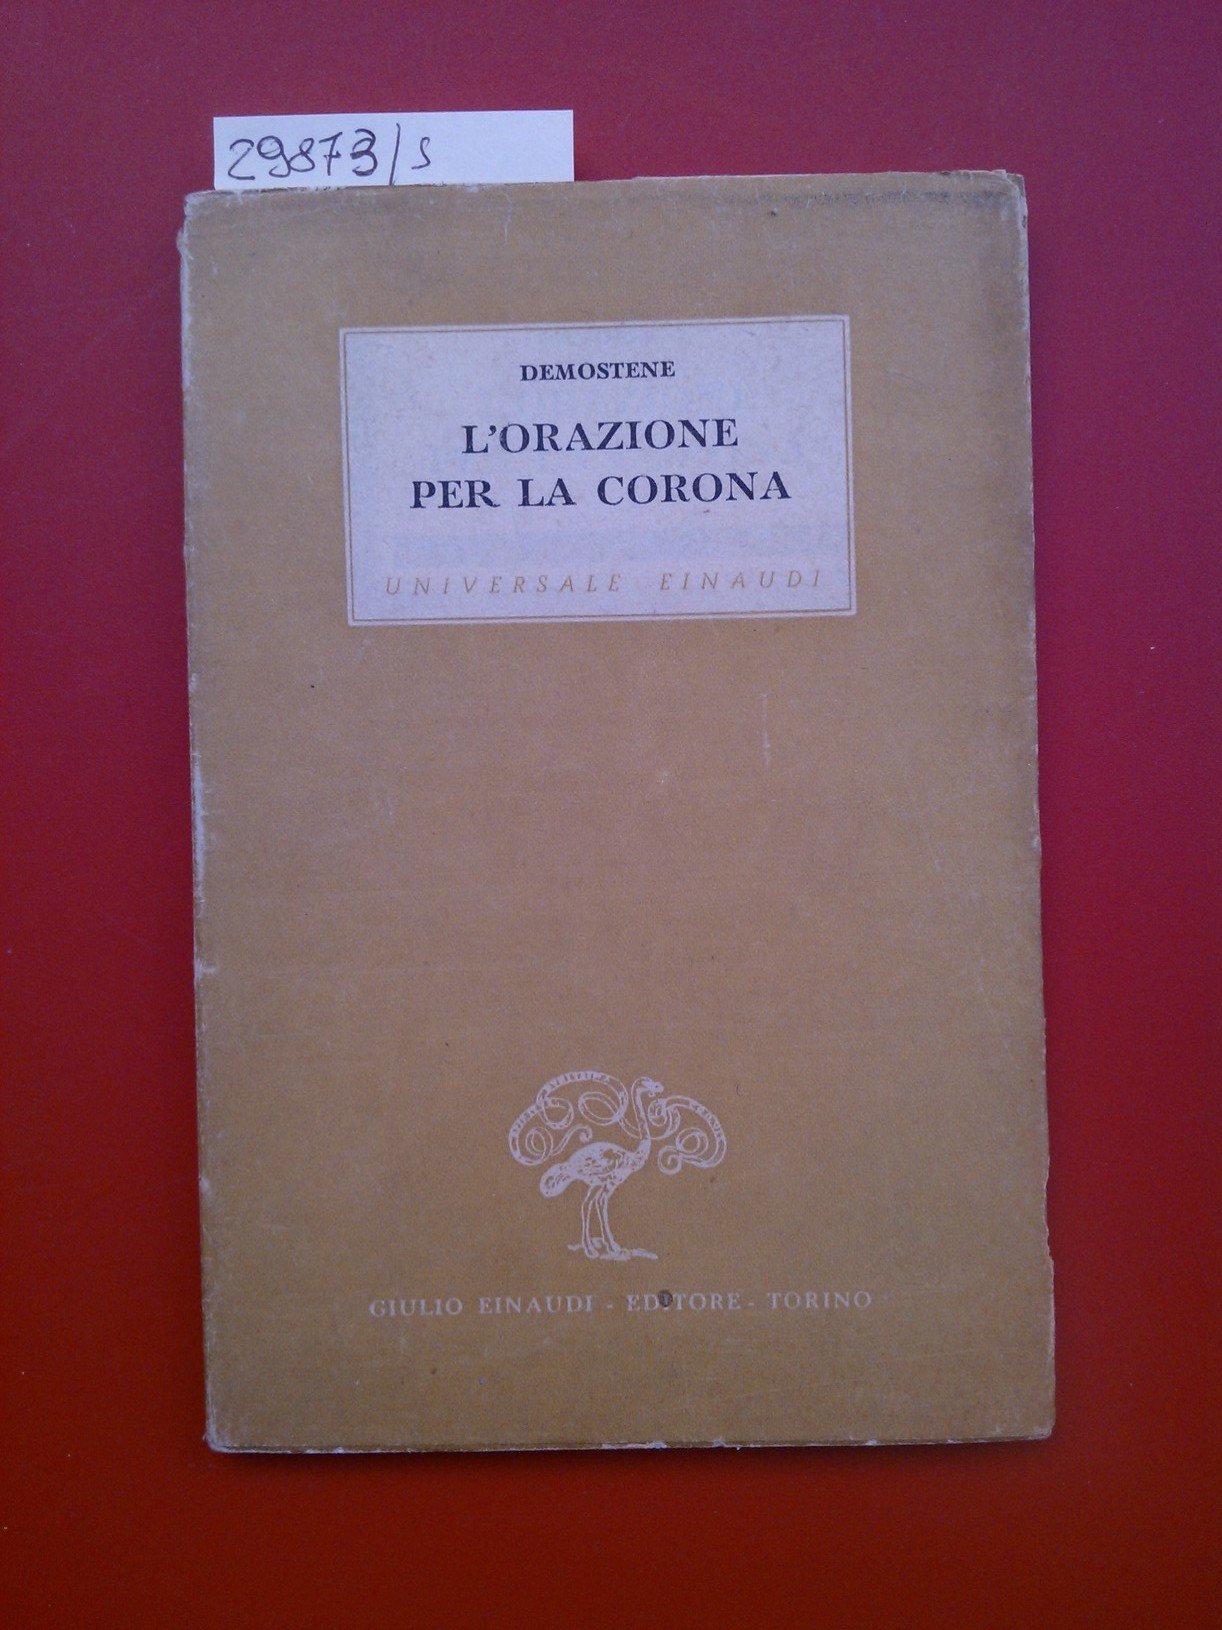 29873/s
DEMOSTENE
L'ORAZIONE
PER LA CORONA
UNIVERSALE EINAUDI
GIULIO EINAUDI - EDITORE - TORINO